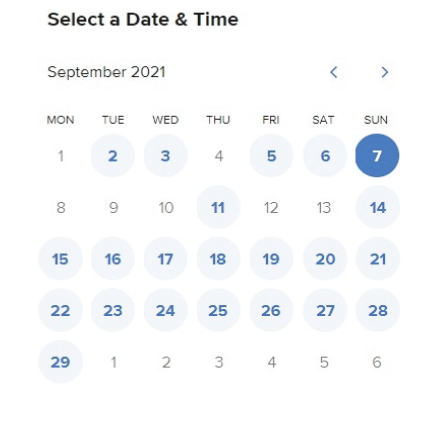 Select a Date & Time
September 2021
MON TUE WED THU FRI SAT SUN
1 2 3 4 5 6 7
8 9 10 11 12 13 14
15 16 17 18 19 20 21
22 23 24 25 26 27 28
29 1 2 3 4 5 6